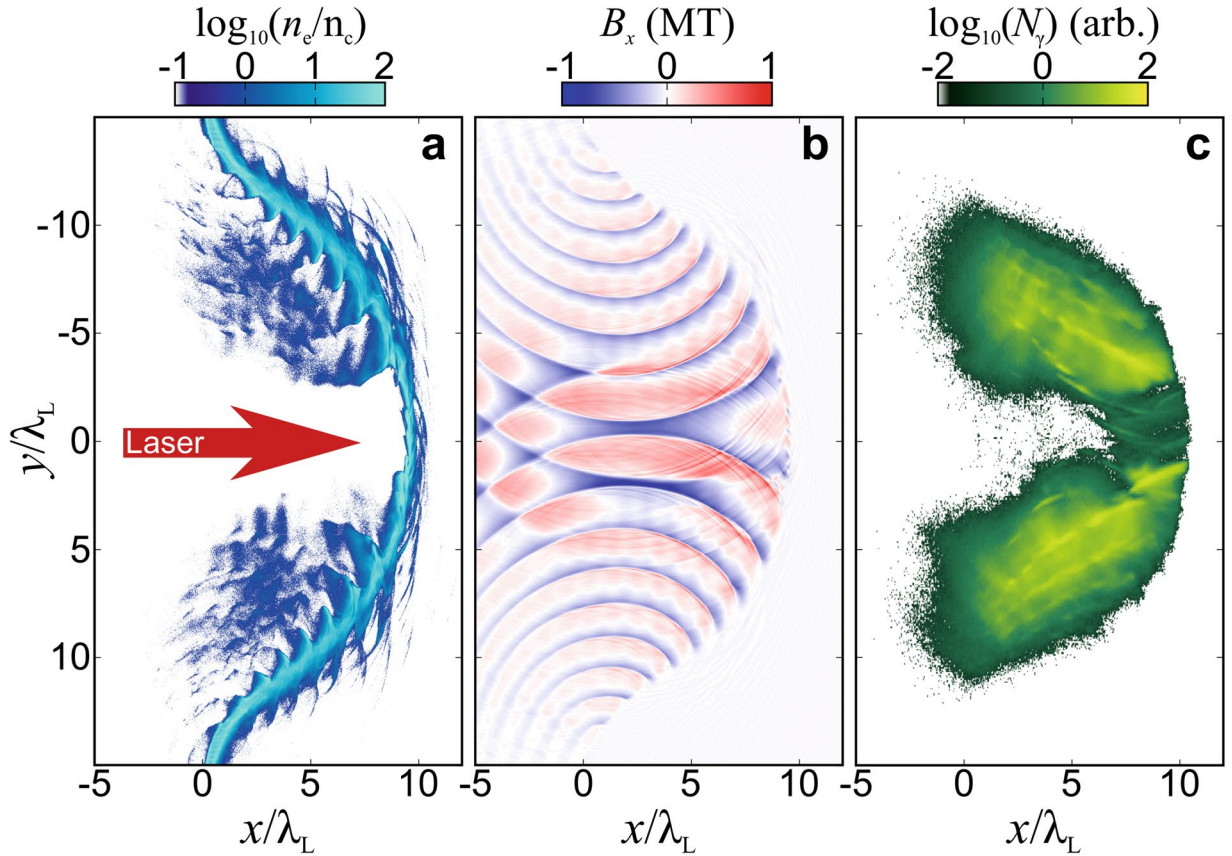 log₁₀(nₑ/n_c)
-1 0 1 2
Bₓ (MT)
-1 0 1
log₁₀(N_γ) (arb.)
-2 0 2
a
b
c
y/λ_L
-10
-5
0
5
10
Laser
-5 0 5 10
x/λ_L
-5 0 5 10
x/λ_L
-5 0 5 10
x/λ_L